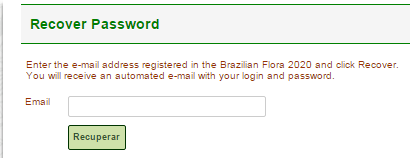 Recover Password
Enter the e-mail address registered in the Brazilian Flora 2020 and click Recover.
You will receive an automated e-mail with your login and password.
Email
Recuperar